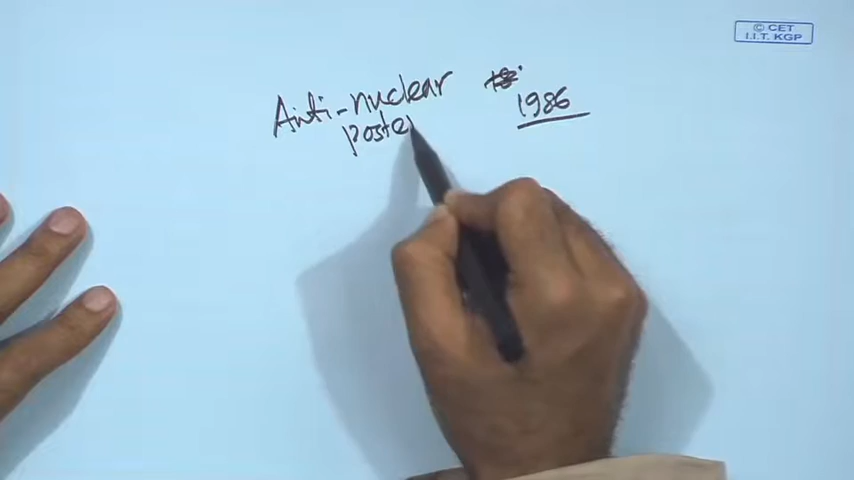 © CET
I.I.T. KGP
Anti-nuclear
1986
poster